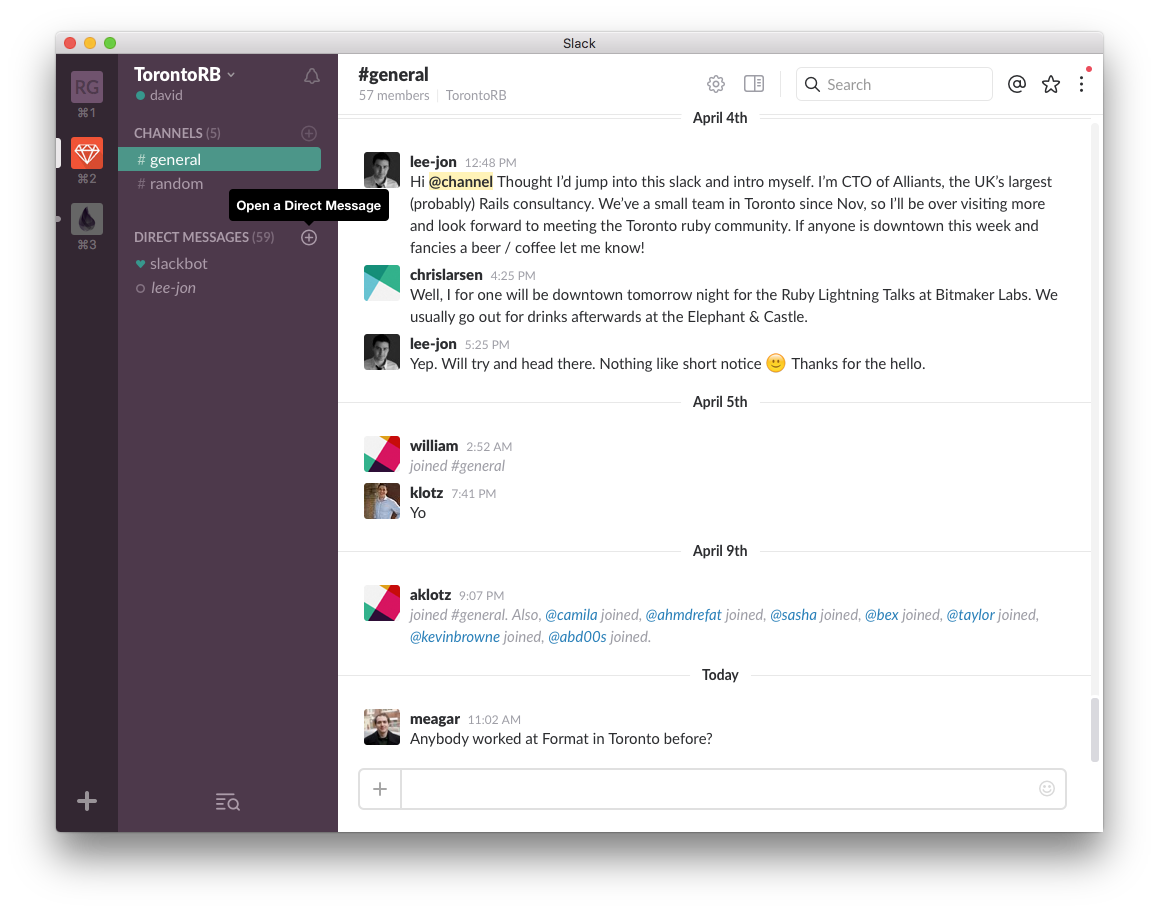 Slack
RG
⌘1
⌘2
⌘3
TorontoRB
david
CHANNELS (5)
# general
# random
Open a Direct Message
DIRECT MESSAGES (59)
slackbot
lee-jon
#general
57 members | TorontoRB
Search
April 4th
lee-jon 12:48 PM
Hi @channel Thought I’d jump into this slack and intro myself. I’m CTO of Alliants, the UK’s largest
(probably) Rails consultancy. We’ve a small team in Toronto since Nov, so I’ll be over visiting more
and look forward to meeting the Toronto ruby community. If anyone is downtown this week and
fancies a beer / coffee let me know!
chrislarsen 4:25 PM
Well, I for one will be downtown tomorrow night for the Ruby Lightning Talks at Bitmaker Labs. We
usually go out for drinks afterwards at the Elephant & Castle.
lee-jon 5:25 PM
Yep. Will try and head there. Nothing like short notice 🙂 Thanks for the hello.
April 5th
william 2:52 AM
joined #general
klotz 7:41 PM
Yo
April 9th
aklotz 9:07 PM
joined #general. Also, @camila joined, @ahmdrefat joined, @sasha joined, @bex joined, @taylor joined,
@kevinbrowne joined, @abd00s joined.
Today
meagar 11:02 AM
Anybody worked at Format in Toronto before?